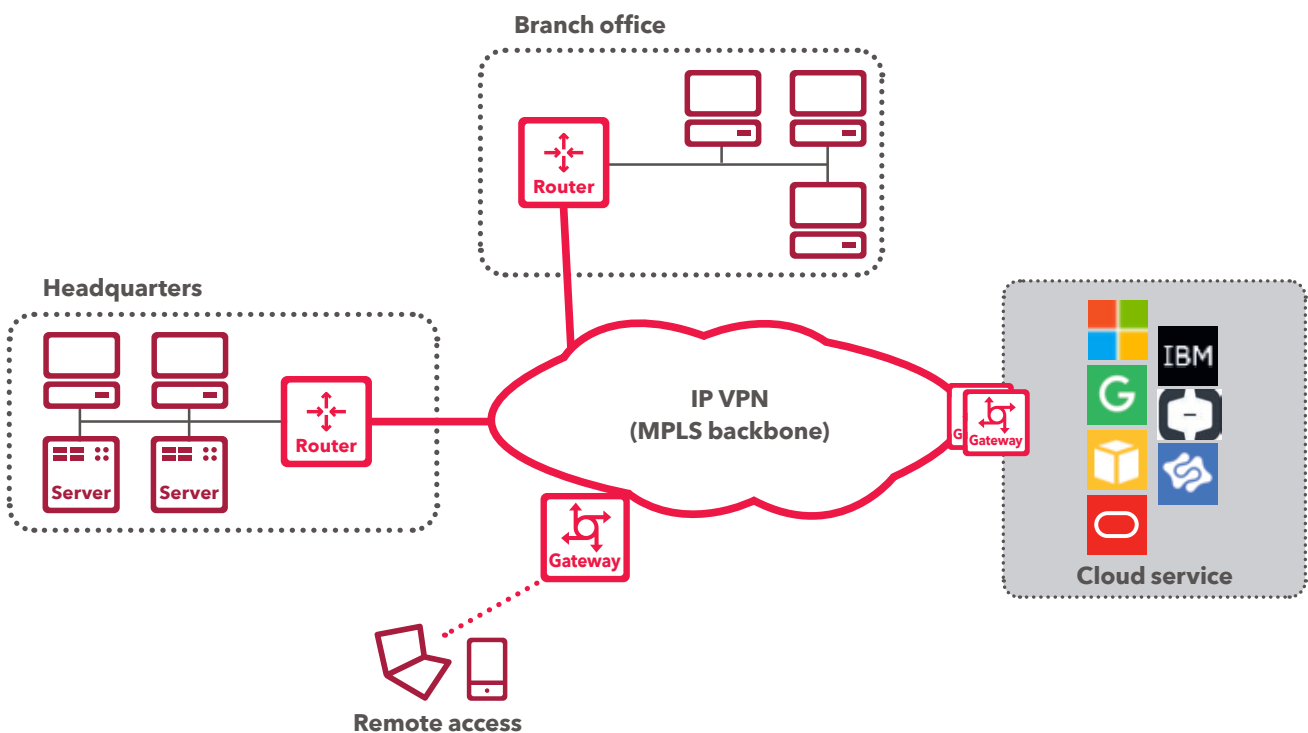 Branch office
Router
Headquarters
Router
Server
Server
IP VPN
(MPLS backbone)
G
Gateway
IBM
G
Cloud service
Gateway
Remote access